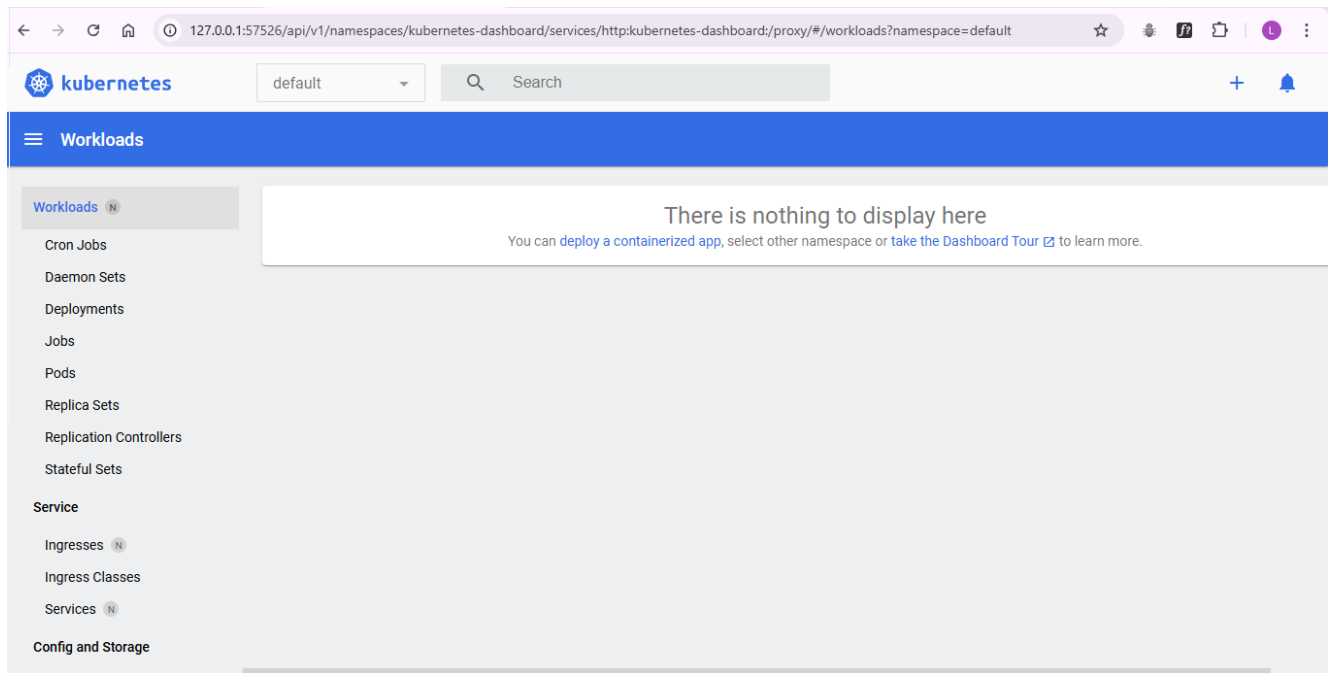 127.0.0.1:57526/api/v1/namespaces/kubernetes-dashboard/services/http:kubernetes-dashboard:/proxy/#/workloads?namespace=default
f?
L
kubernetes
default
Search
+
Workloads
Workloads N
Cron Jobs
Daemon Sets
Deployments
Jobs
Pods
Replica Sets
Replication Controllers
Stateful Sets
Service
Ingresses N
Ingress Classes
Services N
Config and Storage
There is nothing to display here
You can deploy a containerized app, select other namespace or take the Dashboard Tour to learn more.